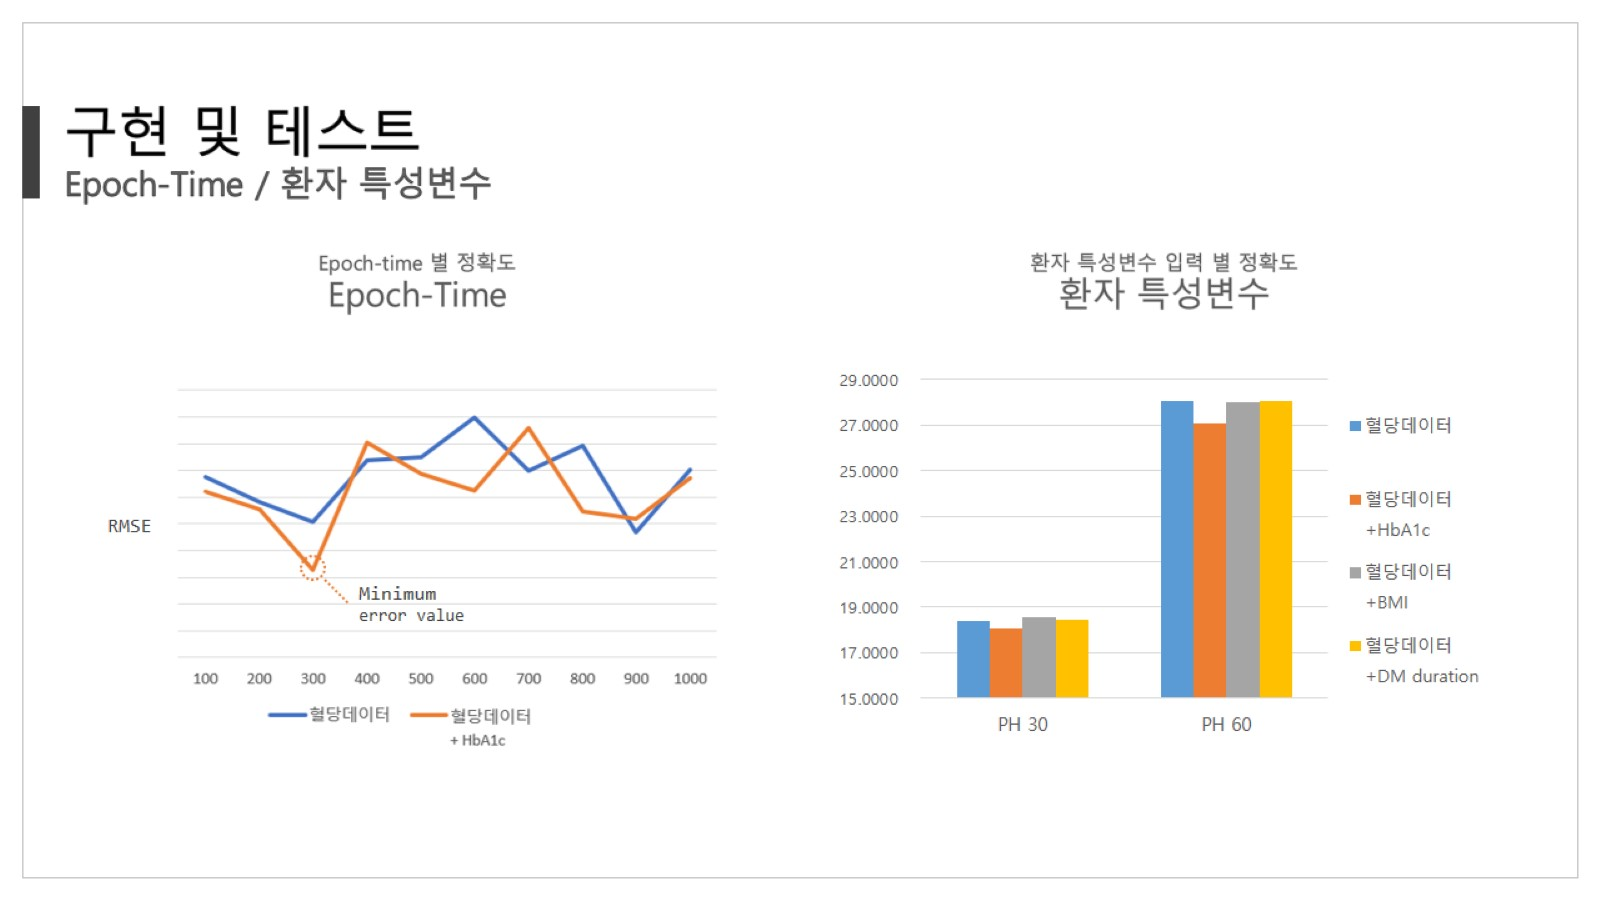 구현 및 테스트
Epoch-Time / 환자 특성변수
Epoch-time 별 정확도
Epoch-Time
RMSE
Minimum
error value
100 200 300 400 500 600 700 800 900 1000
혈당데이터 혈당데이터
+ HbA1c
환자 특성변수 입력 별 정확도
환자 특성변수
29.0000
27.0000
25.0000
23.0000
21.0000
19.0000
17.0000
15.0000
PH 30 PH 60
혈당데이터
혈당데이터
+HbA1c
혈당데이터
+BMI
혈당데이터
+DM duration